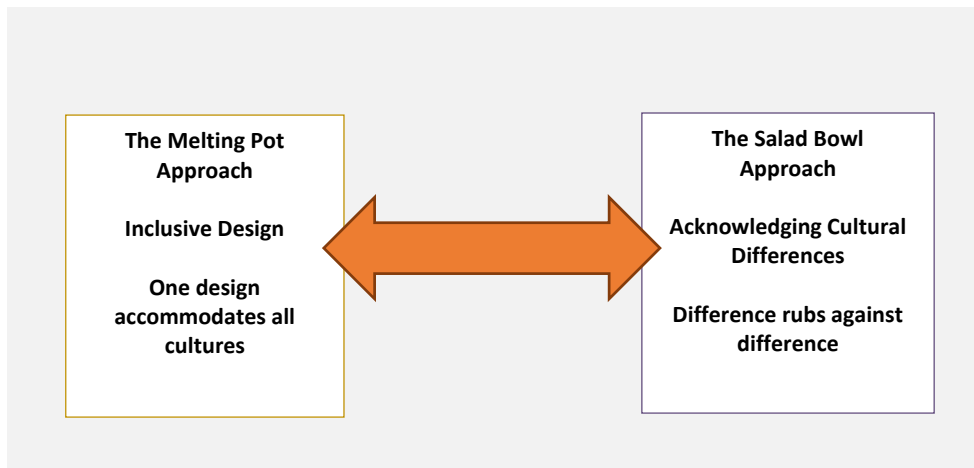 The Melting Pot
Approach
Inclusive Design
One design
accommodates all
cultures
The Salad Bowl
Approach
Acknowledging Cultural
Differences
Difference rubs against
difference